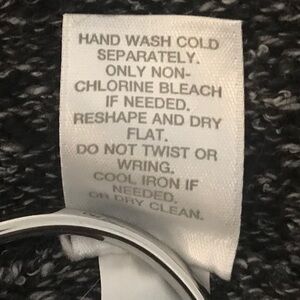 HAND WASH COLD
SEPARATELY.
ONLY NON-
CHLORINE BLEACH
IF NEEDED.
RESHAPE AND DRY
FLAT.
DO NOT TWIST OR
WRING.
COOL IRON IF
NEEDED.
OR DRY CLEAN.